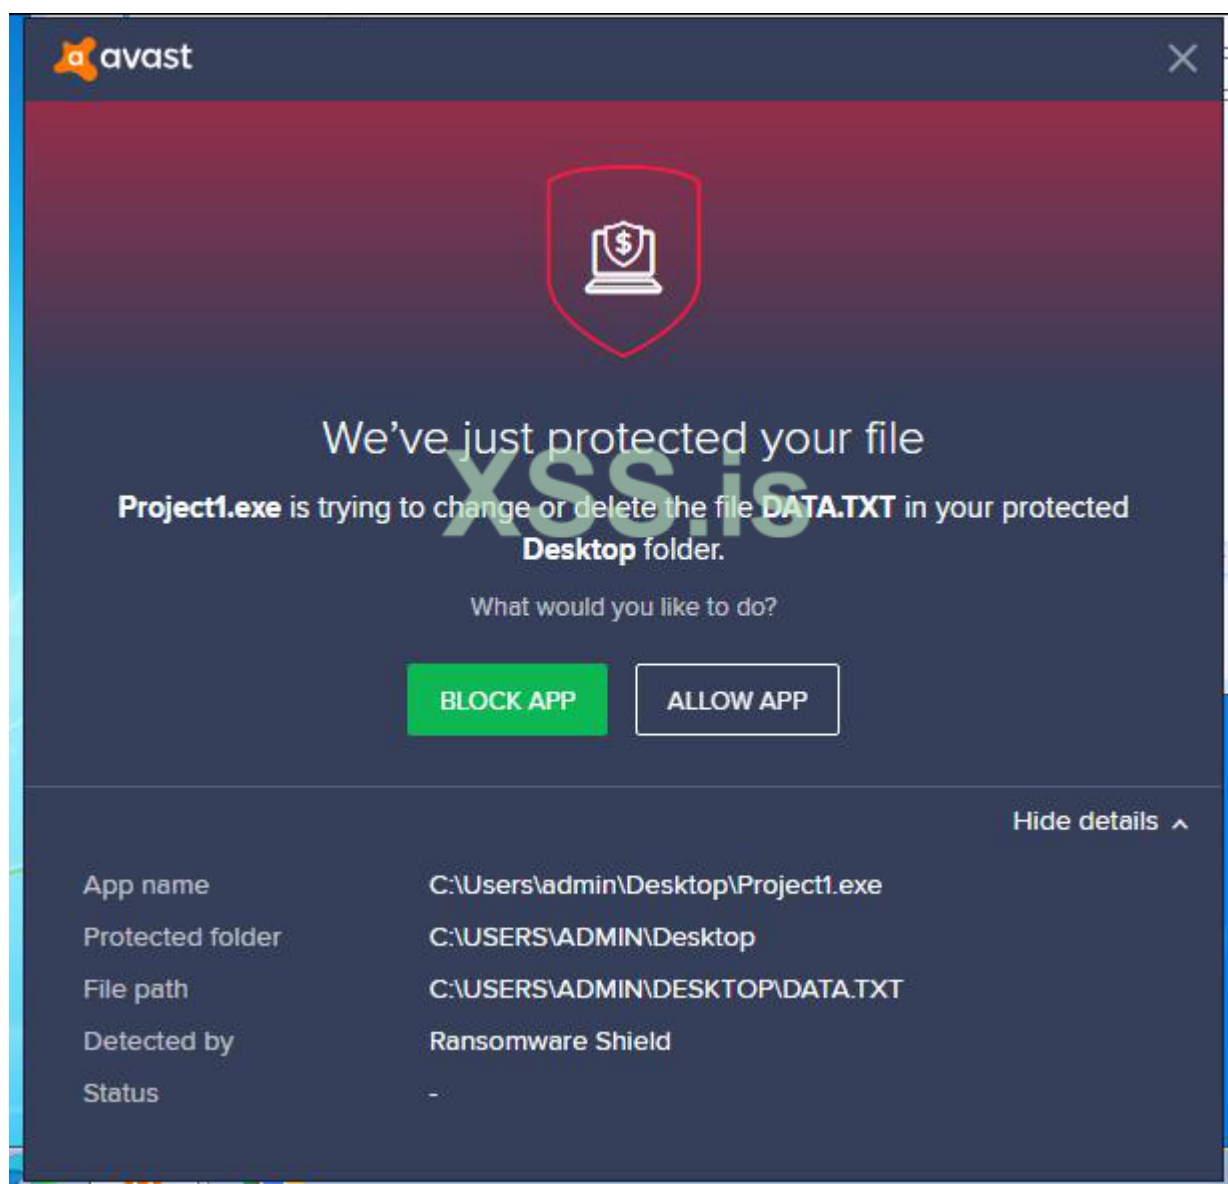 avast
We've just protected your file
XSS.is
Project1.exe is trying to change or delete the file DATA.TXT in your protected
Desktop folder.
What would you like to do?
BLOCK APP ALLOW APP
Hide details
App name C:\Users\admin\Desktop\Project1.exe
Protected folder C:\USERS\ADMIN\Desktop
File path C:\USERS\ADMIN\DESKTOP\DATA.TXT
Detected by Ransomware Shield
Status -